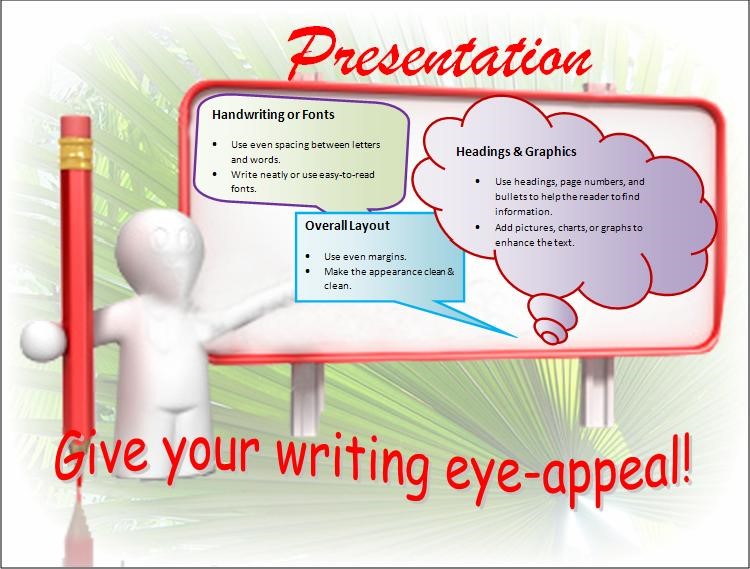 Presentation
Handwriting or Fonts
• Use even spacing between letters
and words.
• Write neatly or use easy-to-read
fonts.
Headings & Graphics
• Use headings, page numbers, and
bullets to help the reader to find
information.
• Add pictures, charts, or graphs to
enhance the text.
Overall Layout
• Use even margins.
• Make the appearance clean &
clean.
Give your writing eye-appeal!